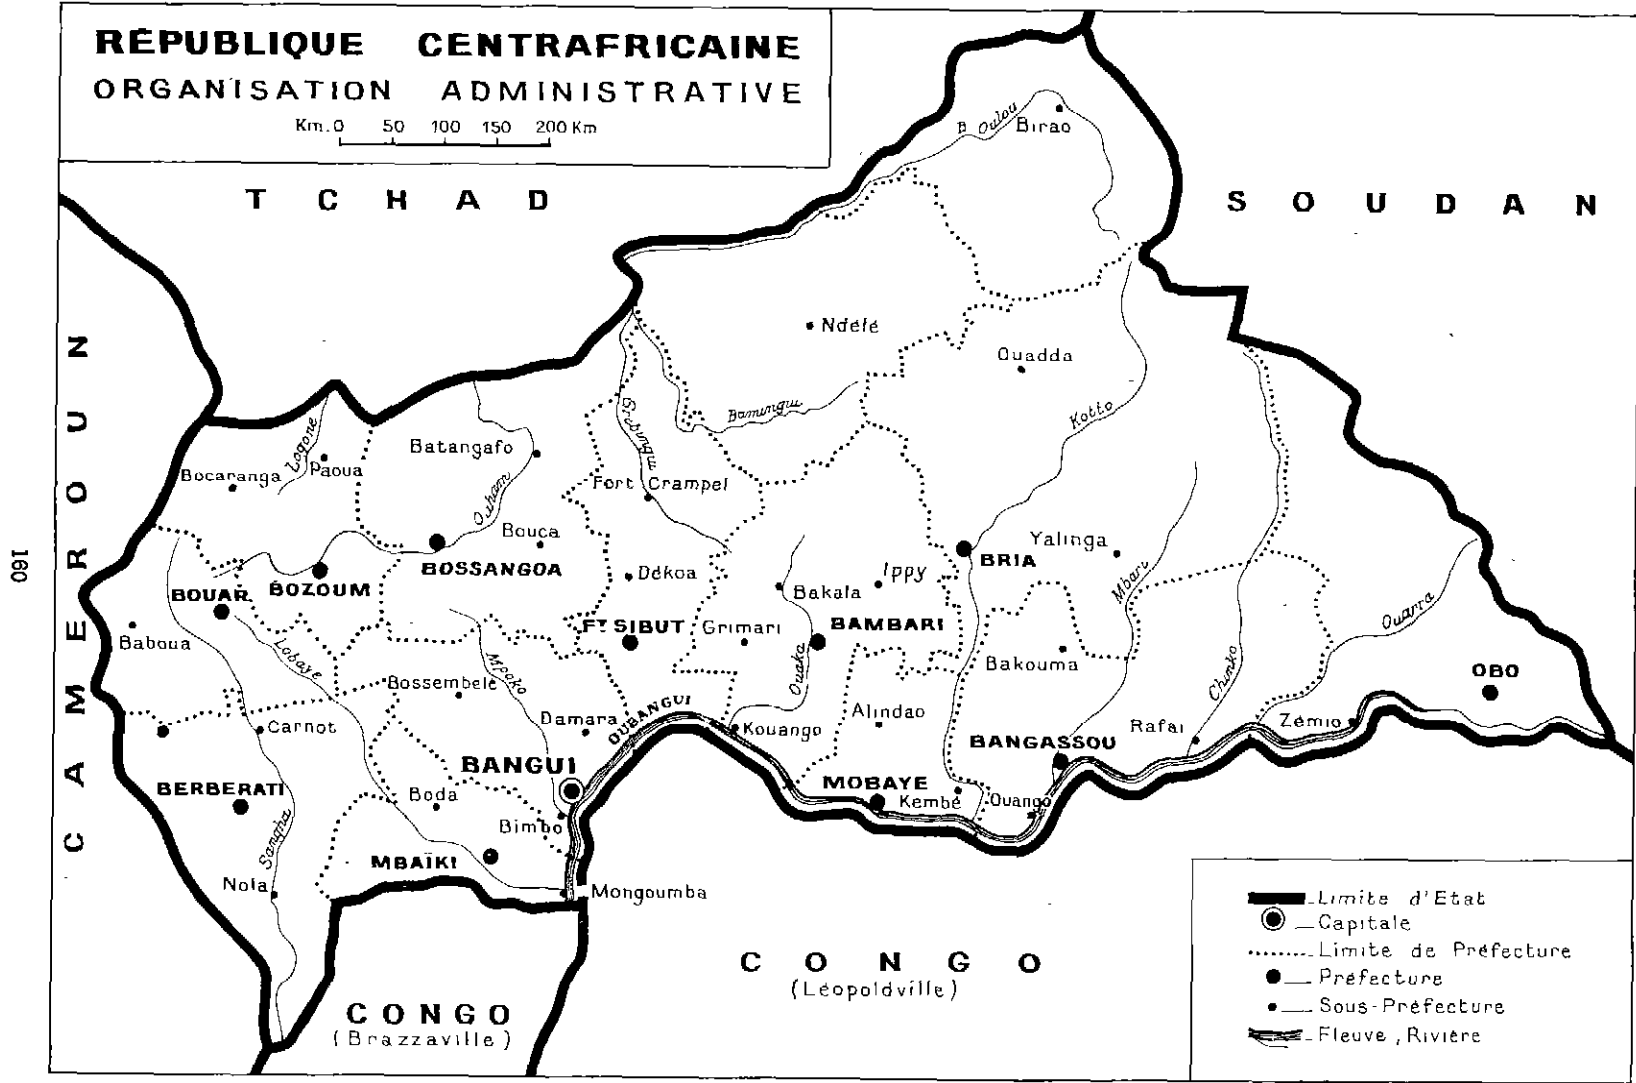 RÉPUBLIQUE CENTRAFRICAINE
ORGANISATION ADMINISTRATIVE
Km. 0 50 100 150 200 Km
TCHAD
SOUDAN
CAMEROUN
B. Oulou
Birao
Ndélé
Ouadda
Bamingui
Kotto
Gribingui
Logone
Batangafo
Bocaranga
Paoua
Fort Crampel
Ouham
Bouca
Yalinga
BRIA
BOSSANGOA
BOZOUM
BOUAR
Dékoa
Ippy
Bakala
Mbari
Baboua
Ft SIBUT
Grimari
BAMBARI
Ouarra
Lobaye
Mpoko
Ouaka
Bakouma
Chinko
OBO
Bossembélé
OUBANGUI
Alindao
Carnot
Damara
Kouango
Rafaï
Zémio
BANGASSOU
BANGUI
BERBERATI
Boda
MOBAYE
Kembé
Ouango
Bimbo
Sangha
MBAÏKI
Nola
Mongoumba
CONGO
(Léopoldville)
CONGO
(Brazzaville)
Limite d'Etat
Capitale
Limite de Préfecture
Préfecture
Sous-Préfecture
Fleuve, Rivière
160